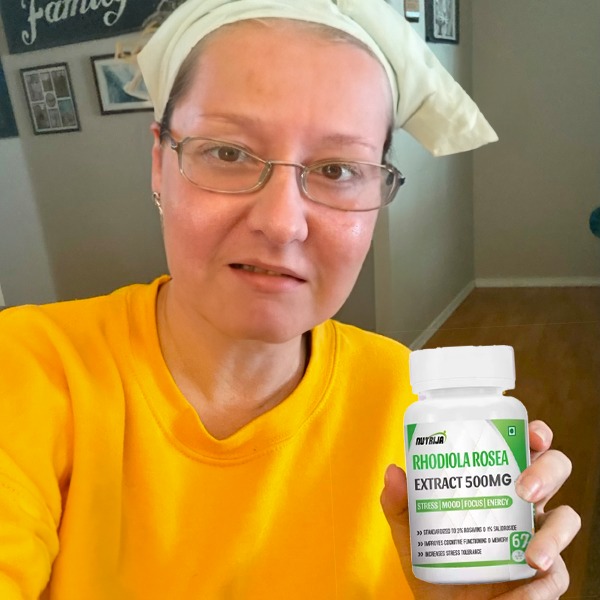 Family
NUTRIJA
RHODIOLA ROSEA
EXTRACT 500MG
STRESS | MOOD | FOCUS | ENERGY
>> STANDARDIZED TO 3% ROSAVINS & 1% SALIDROSIDE
>> IMPROVES COGNITIVE FUNCTIONING & MEMORY
>> INCREASES STRESS TOLERANCE